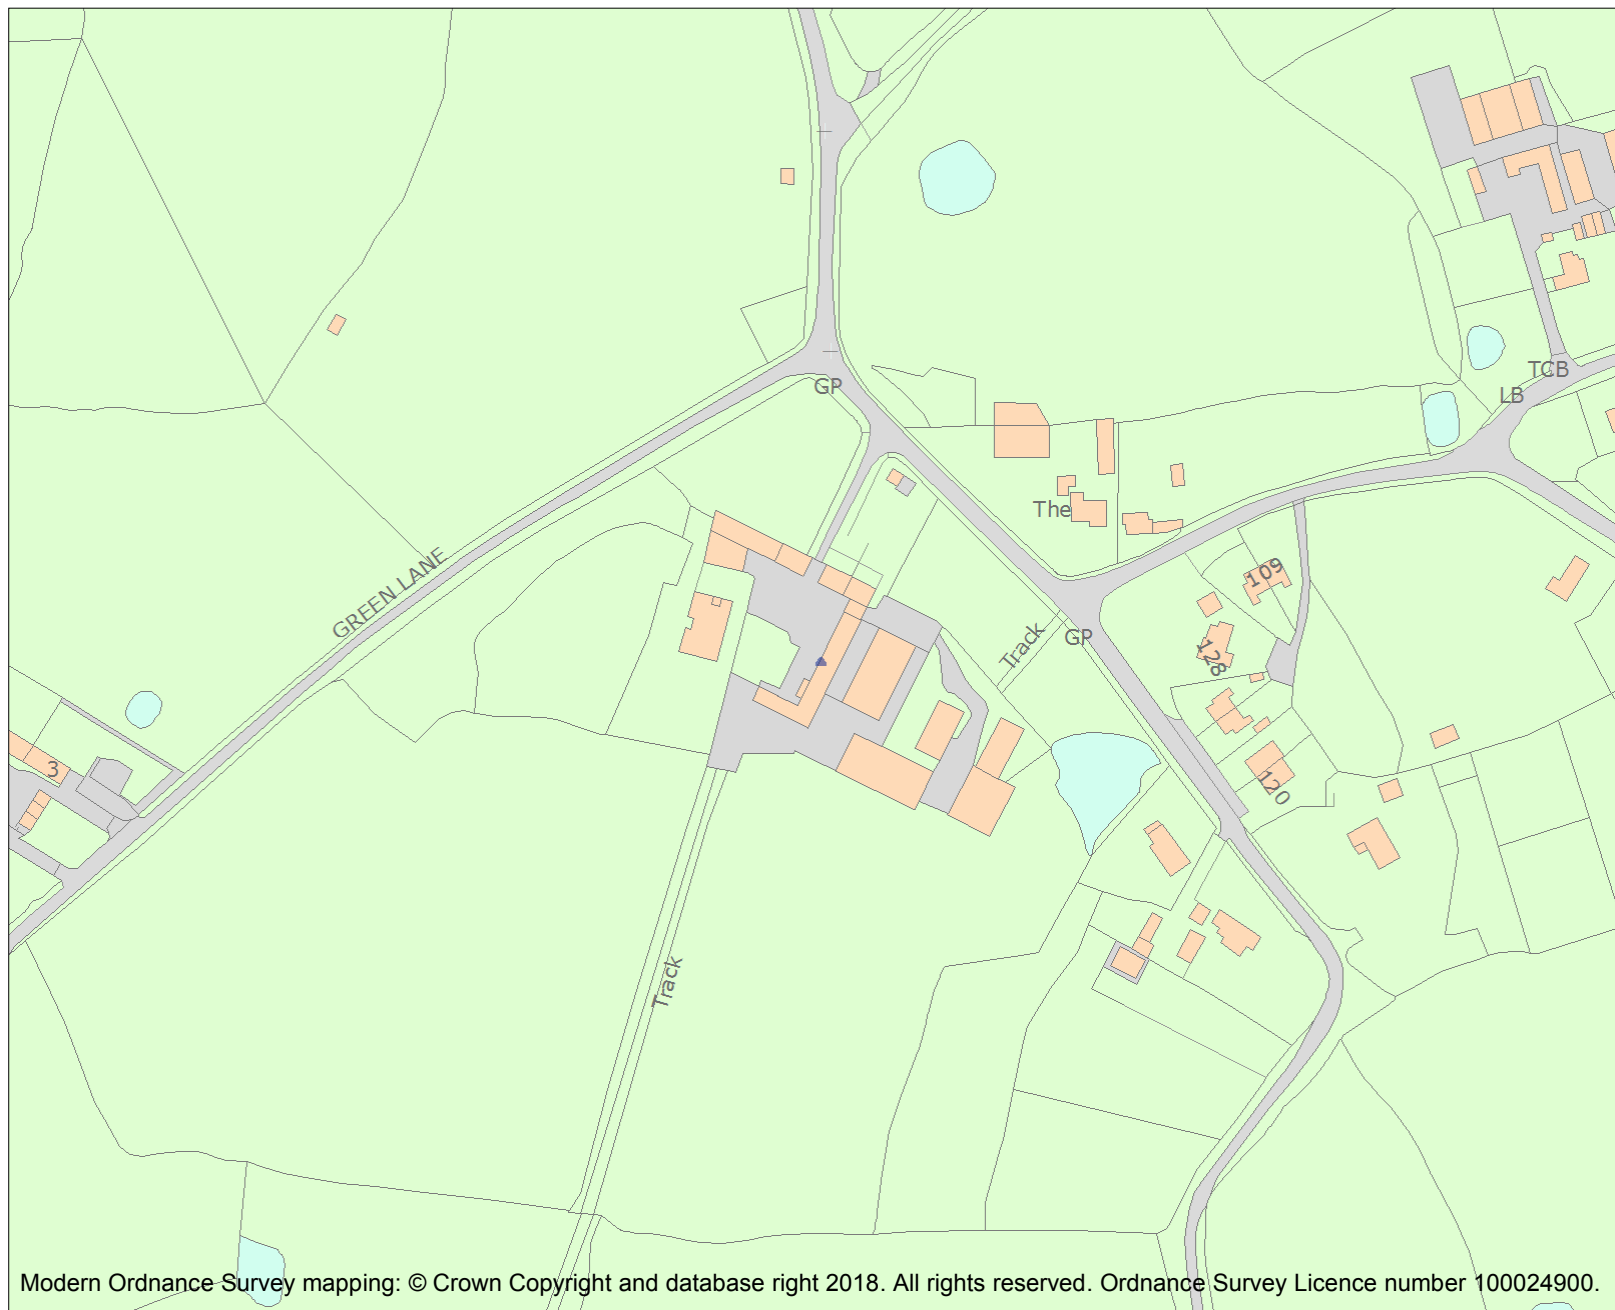 TCB
GP
LB
The
GREEN LANE
109
Track
GP
128
3
120
Track
Modern Ordnance Survey mapping: © Crown Copyright and database right 2018. All rights reserved. Ordnance Survey Licence number 100024900.